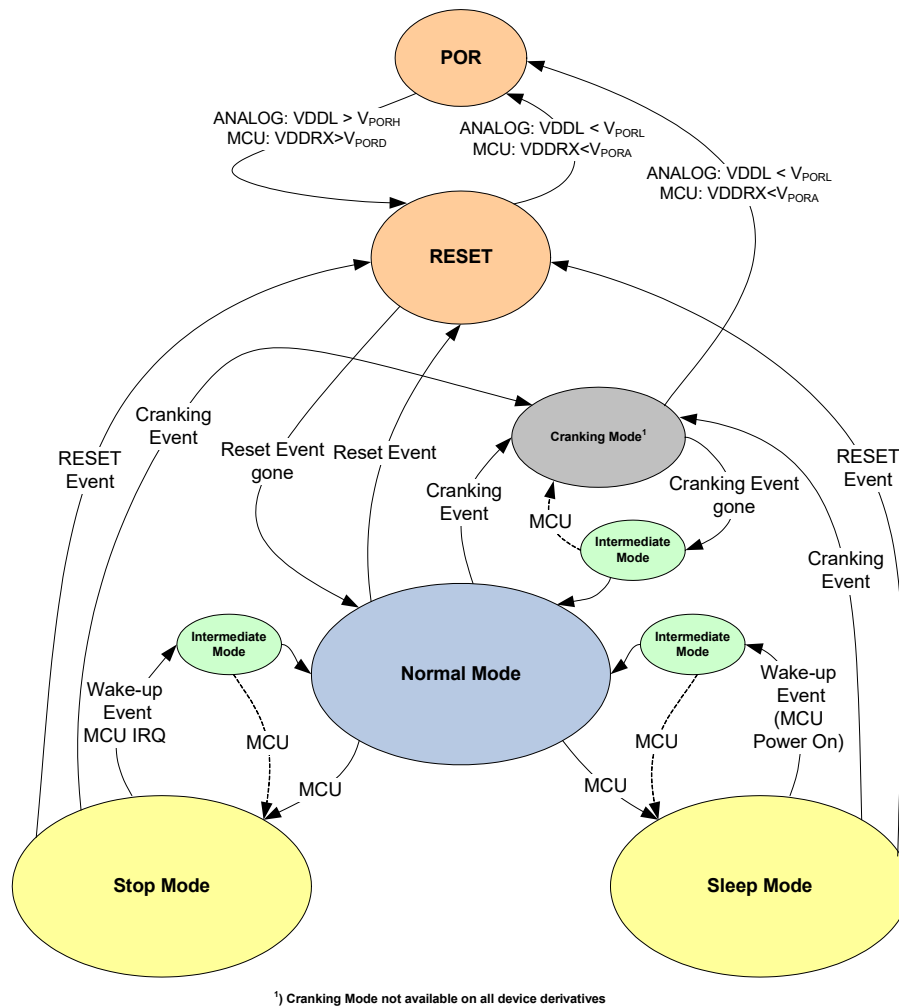 POR
ANALOG: VDDL > VPORH
MCU: VDDRX>VPORD
ANALOG: VDDL < VPORL
MCU: VDDRX<VPORA
ANALOG: VDDL < VPORL
MCU: VDDRX<VPORA
RESET
Cranking
Event
RESET
Event
Reset Event
gone
Reset Event
Cranking Mode1
Cranking
Event
Cranking Event
gone
RESET
Event
MCU
Intermediate
Mode
Cranking
Event
Intermediate
Mode
Normal Mode
Intermediate
Mode
Wake-up
Event
MCU IRQ
Wake-up
Event
(MCU
Power On)
MCU
MCU
MCU
MCU
Stop Mode
Sleep Mode
1) Cranking Mode not available on all device derivatives